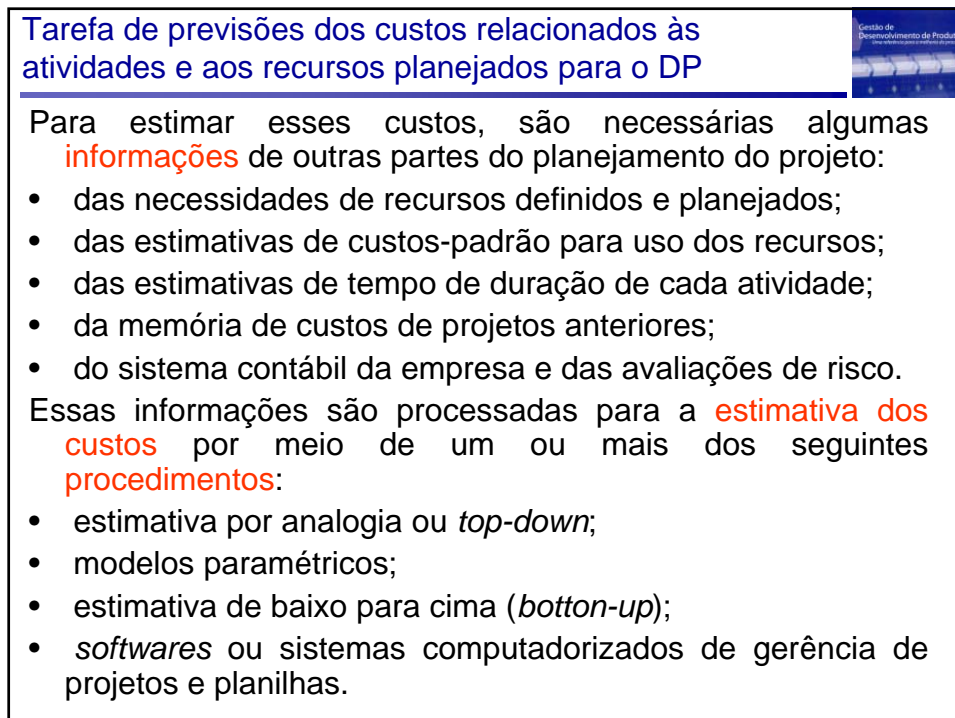 Tarefa de previsões dos custos relacionados às
atividades e aos recursos planejados para o DP
Gestão de
Desenvolvimento de Produ
Para estimar esses custos, são necessárias algumas
informações de outras partes do planejamento do projeto:
• das necessidades de recursos definidos e planejados;
• das estimativas de custos-padrão para uso dos recursos;
• das estimativas de tempo de duração de cada atividade;
• da memória de custos de projetos anteriores;
• do sistema contábil da empresa e das avaliações de risco.
Essas informações são processadas para a estimativa dos
custos por meio de um ou mais dos seguintes
procedimentos:
• estimativa por analogia ou top-down;
• modelos paramétricos;
• estimativa de baixo para cima (botton-up);
• softwares ou sistemas computadorizados de gerência de
projetos e planilhas.